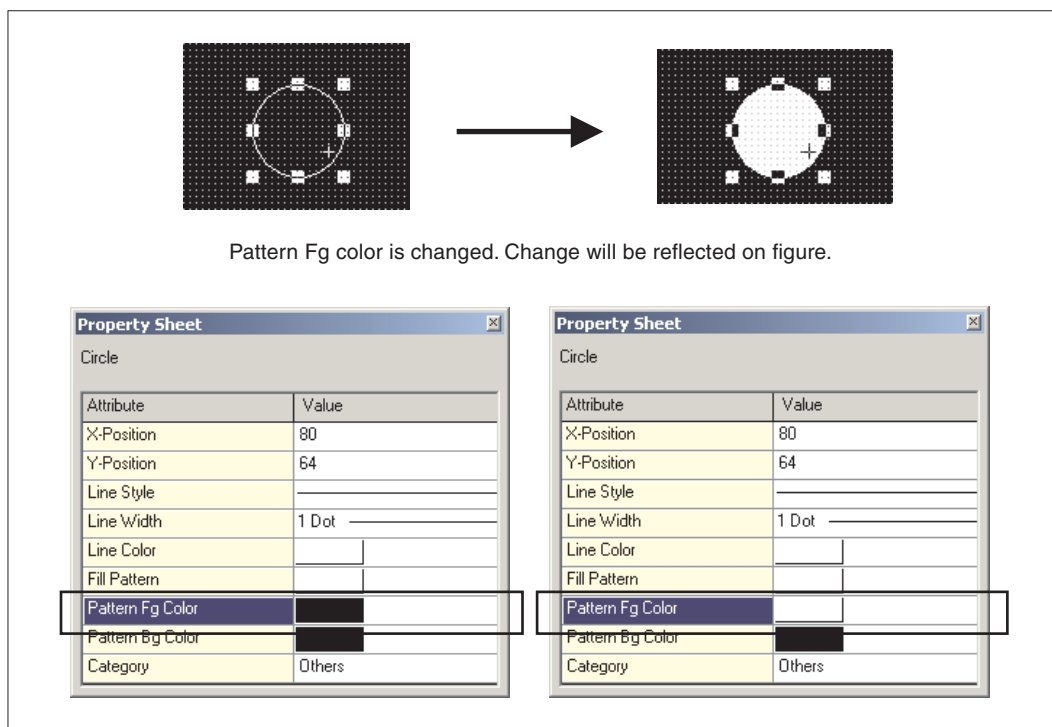 Pattern Fg color is changed. Change will be reflected on figure.
Property Sheet
Circle
Attribute Value
X-Position 80
Y-Position 64
Line Style
Line Width 1 Dot
Line Color
Fill Pattern
Pattern Fg Color
Pattern Bg Color
Category Others
Property Sheet
Circle
Attribute Value
X-Position 80
Y-Position 64
Line Style
Line Width 1 Dot
Line Color
Fill Pattern
Pattern Fg Color
Pattern Bg Color
Category Others